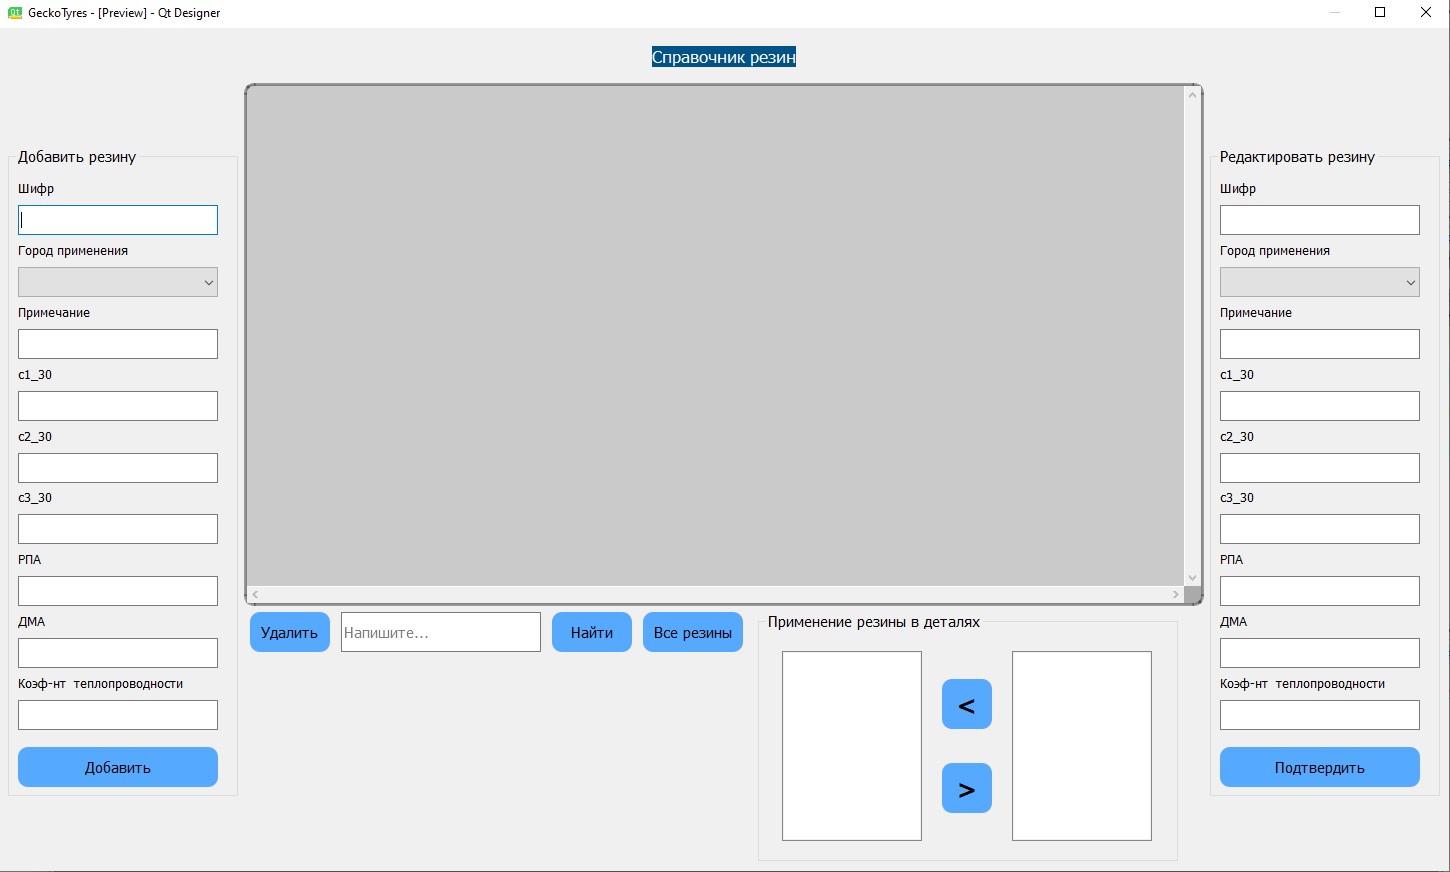 GeckoTyres - [Preview] - Qt Designer
Справочник резин
Добавить резину
Шифр
Город применения
Примечание
c1_30
c2_30
c3_30
РПА
ДМА
Коэф-нт теплопроводности
Добавить
Удалить
Напишите...
Найти
Все резины
Применение резины в деталях
<
>
Редактировать резину
Шифр
Город применения
Примечание
c1_30
c2_30
c3_30
РПА
ДМА
Коэф-нт теплопроводности
Подтвердить